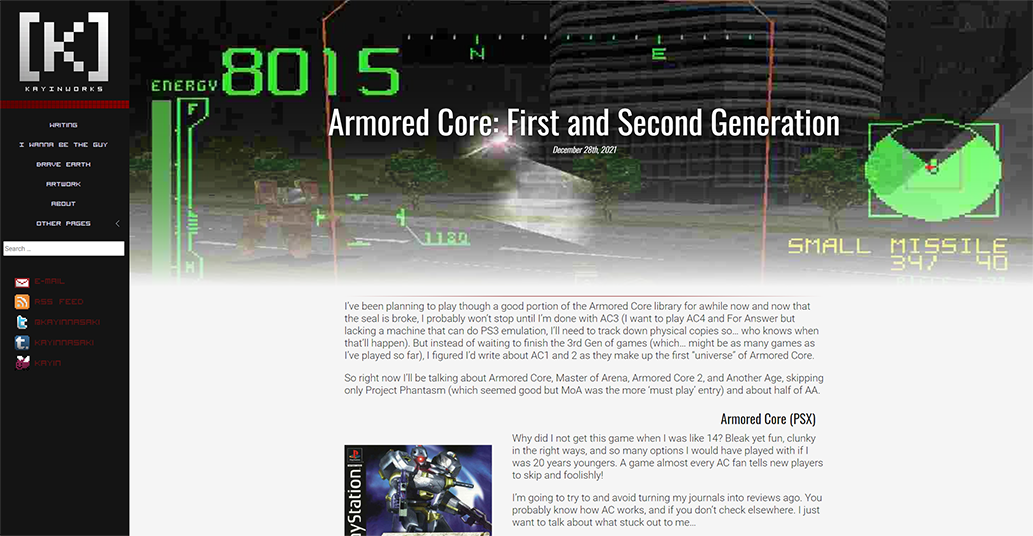 [K]
KAYINWORKS
WRITING
I WANNA BE THE GUY
BRAVE EARTH
ARTWORK
ABOUT
OTHER PAGES
Search ..
E-MAIL
RSS FEED
@KAYINNASAKI
KAYINNASAKI
KAYIN
ENERGY 8015
F
N
E
1130
SMALL MISSILE
347 40
Armored Core: First and Second Generation
December 28th, 2021
I've been planning to play though a good portion of the Armored Core library for awhile now and now that
the seal is broke, I probably won't stop until I'm done with AC3 (I want to play AC4 and For Answer but
lacking a machine that can do PS3 emulation, I'll need to track down physical copies so... who knows when
that'll happen). But instead of waiting to finish the 3rd Gen of games (which... might be as many games as
I've played so far), I figured I'd write about AC1 and 2 as they make up the first "universe" of Armored Core.
So right now I'll be talking about Armored Core, Master of Arena, Armored Core 2, and Another Age, skipping
only Project Phantasm (which seemed good but MoA was the more 'must play' entry) and about half of AA.
Armored Core (PSX)
Why did I not get this game when I was like 14? Bleak yet fun, clunky
in the right ways, and so many options I would have played with if I
was 20 years youngers. A game almost every AC fan tells new players
to skip and foolishly!
I'm going to try to and avoid turning my journals into reviews ago. You
probably know how AC works, and if you don't check elsewhere. I just
want to talk about what stuck out to me...